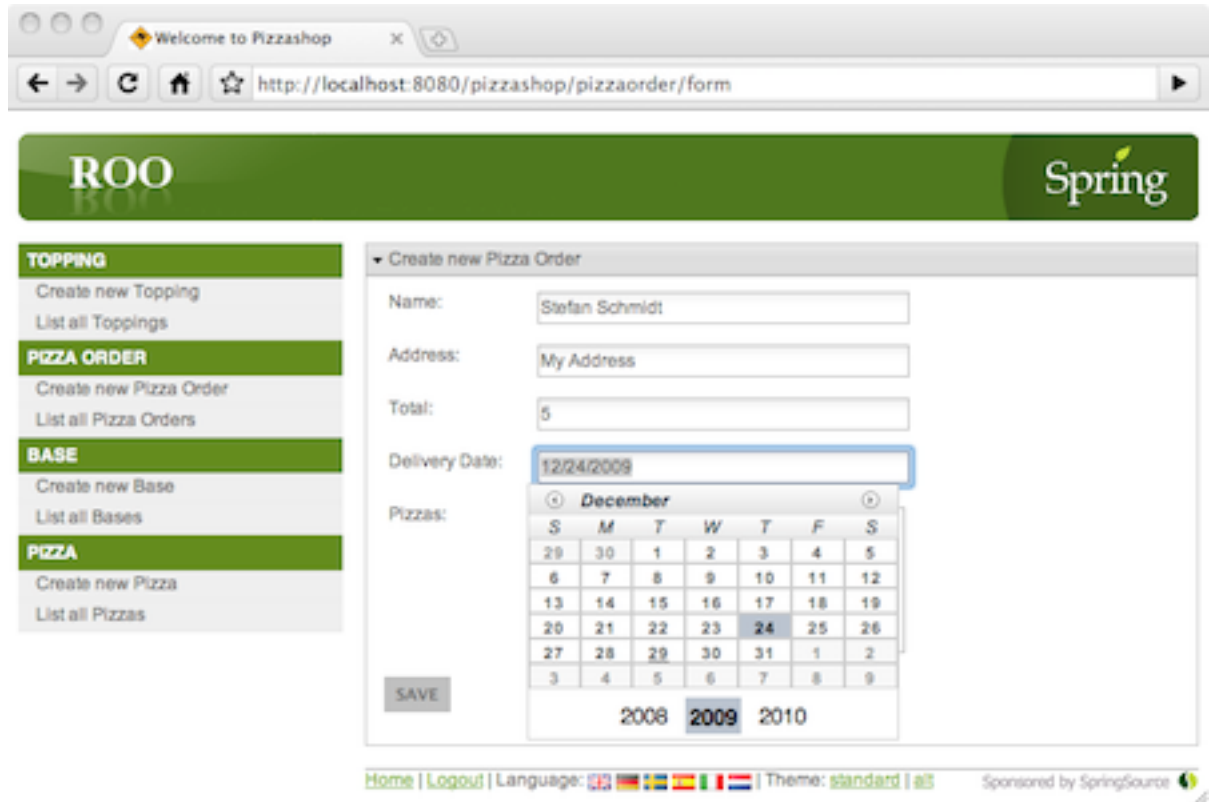 Welcome to Pizzashop
http://localhost:8080/pizzashop/pizzaorder/form
ROO
Spring
TOPPING
Create new Topping
List all Toppings
PIZZA ORDER
Create new Pizza Order
List all Pizza Orders
BASE
Create new Base
List all Bases
PIZZA
Create new Pizza
List all Pizzas
Create new Pizza Order
Name: Stefan Schmidt
Address: My Address
Total: 5
Delivery Date: 12/24/2009
Pizzas:
December
S M T W T F S
29 30 1 2 3 4 5
6 7 8 9 10 11 12
13 14 15 16 17 18 19
20 21 22 23 24 25 26
27 28 29 30 31 1 2
3 4 5 6 7 8 9
2008 2009 2010
SAVE
Home | Logout | Language: | Theme: standard | alt Sponsored by SpringSource